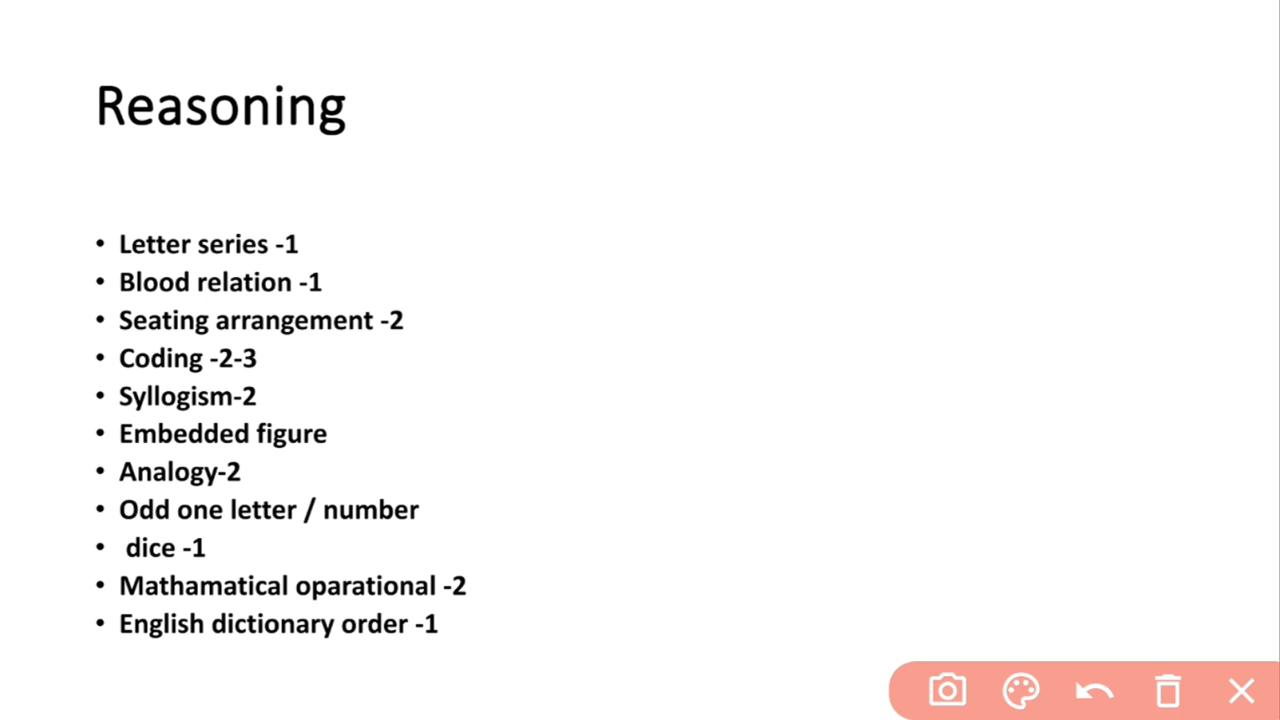 Reasoning
• Letter series -1
• Blood relation -1
• Seating arrangement -2
• Coding -2-3
• Syllogism-2
• Embedded figure
• Analogy-2
• Odd one letter / number
• dice -1
• Mathamatical oparational -2
• English dictionary order -1